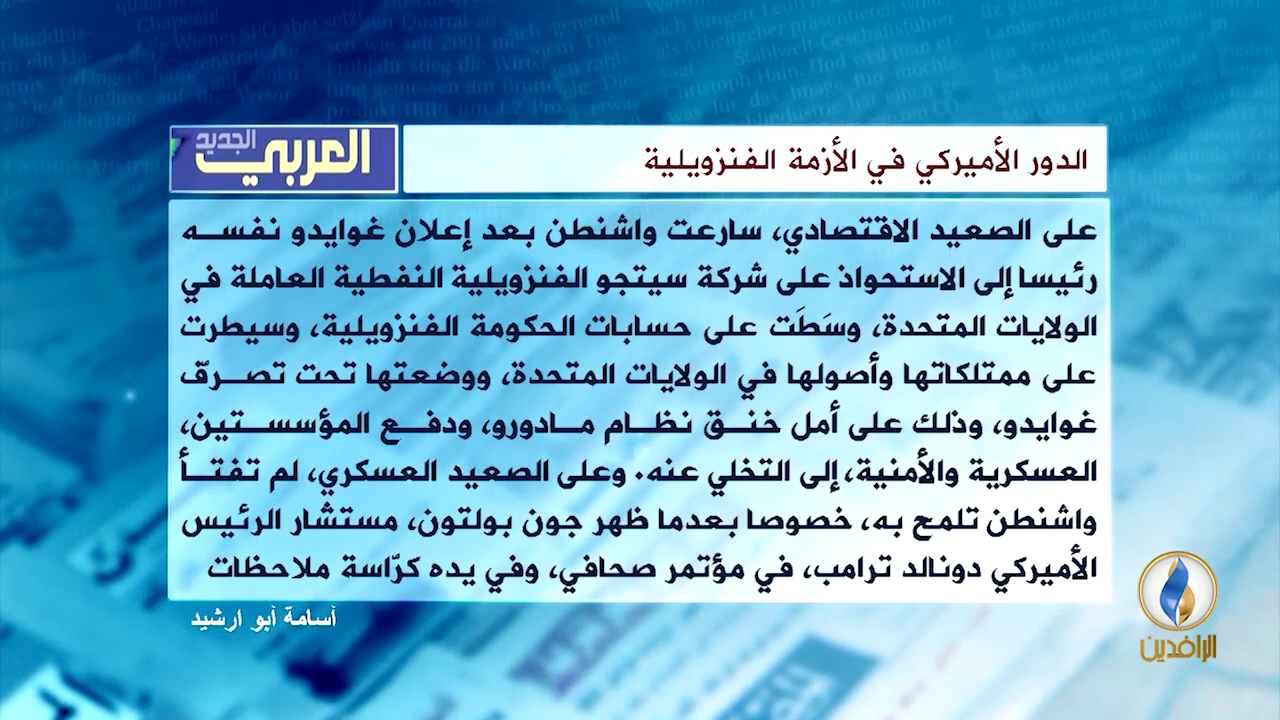 العربي الجديد
الدور الأميركي في الأزمة الفنزويلية
على الصعيد الاقتصادي، سارعت واشنطن بعد إعلان غوايدو نفسه
رئيسا إلى الاستحواذ على شركة سيتجو الفنزويلية النفطية العاملة في
الولايات المتحدة، وسَطَت على حسابات الحكومة الفنزويلية، وسيطرت
على ممتلكاتها وأصولها في الولايات المتحدة، ووضعتها تحت تصرفّ
غوايدو، وذلك على أمل خنق نظام مادورو، ودفع المؤسستين،
العسكرية والأمنية، إلى التخلي عنه. وعلى الصعيد العسكري، لم تفتأ
واشنطن تلمح به، خصوصا بعدما ظهر جون بولتون، مستشار الرئيس
الأميركي دونالد ترامب، في مؤتمر صحافي، وفي يده كرّاسة ملاحظات
أسامة أبو ارشيد
الرافدين